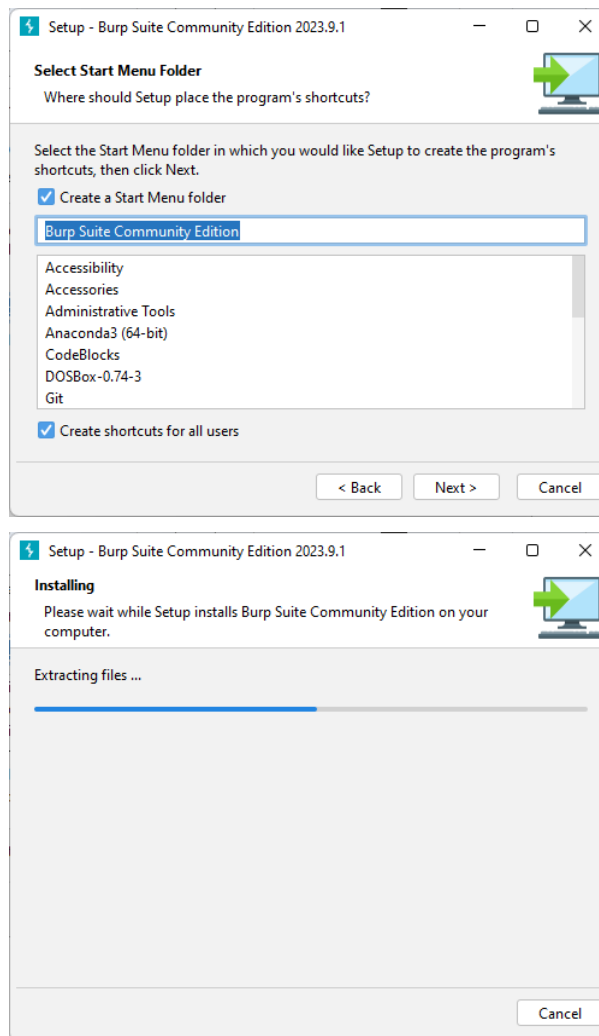 Setup - Burp Suite Community Edition 2023.9.1
Select Start Menu Folder
Where should Setup place the program's shortcuts?
Select the Start Menu folder in which you would like Setup to create the program's
shortcuts, then click Next.
Create a Start Menu folder
Burp Suite Community Edition
Accessibility
Accessories
Administrative Tools
Anaconda3 (64-bit)
CodeBlocks
DOSBox-0.74-3
Git
Create shortcuts for all users
< Back Next > Cancel
Setup - Burp Suite Community Edition 2023.9.1
Installing
Please wait while Setup installs Burp Suite Community Edition on your
computer.
Extracting files ...
Cancel